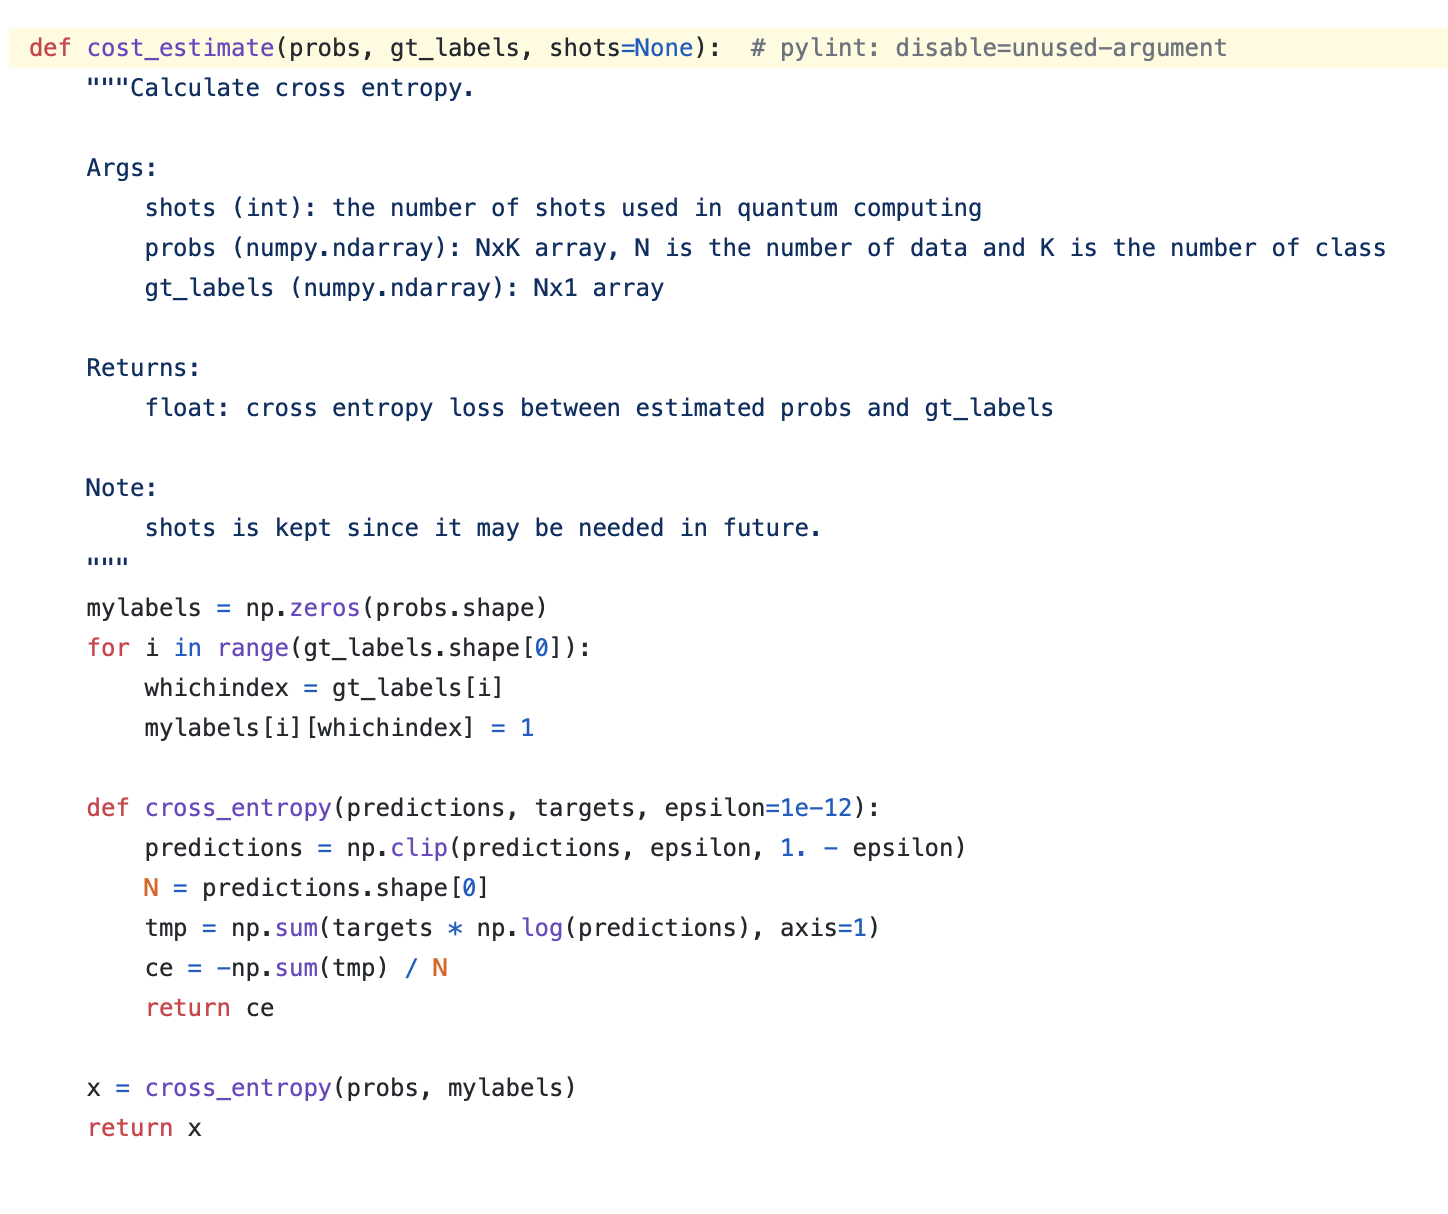 def cost_estimate(probs, gt_labels, shots=None):  # pylint: disable=unused-argument
    """Calculate cross entropy.

    Args:
        shots (int): the number of shots used in quantum computing
        probs (numpy.ndarray): NxK array, N is the number of data and K is the number of class
        gt_labels (numpy.ndarray): Nx1 array

    Returns:
        float: cross entropy loss between estimated probs and gt_labels

    Note:
        shots is kept since it may be needed in future.
    """
    mylabels = np.zeros(probs.shape)
    for i in range(gt_labels.shape[0]):
        whichindex = gt_labels[i]
        mylabels[i][whichindex] = 1

    def cross_entropy(predictions, targets, epsilon=1e-12):
        predictions = np.clip(predictions, epsilon, 1. - epsilon)
        N = predictions.shape[0]
        tmp = np.sum(targets * np.log(predictions), axis=1)
        ce = -np.sum(tmp) / N
        return ce

    x = cross_entropy(probs, mylabels)
    return x